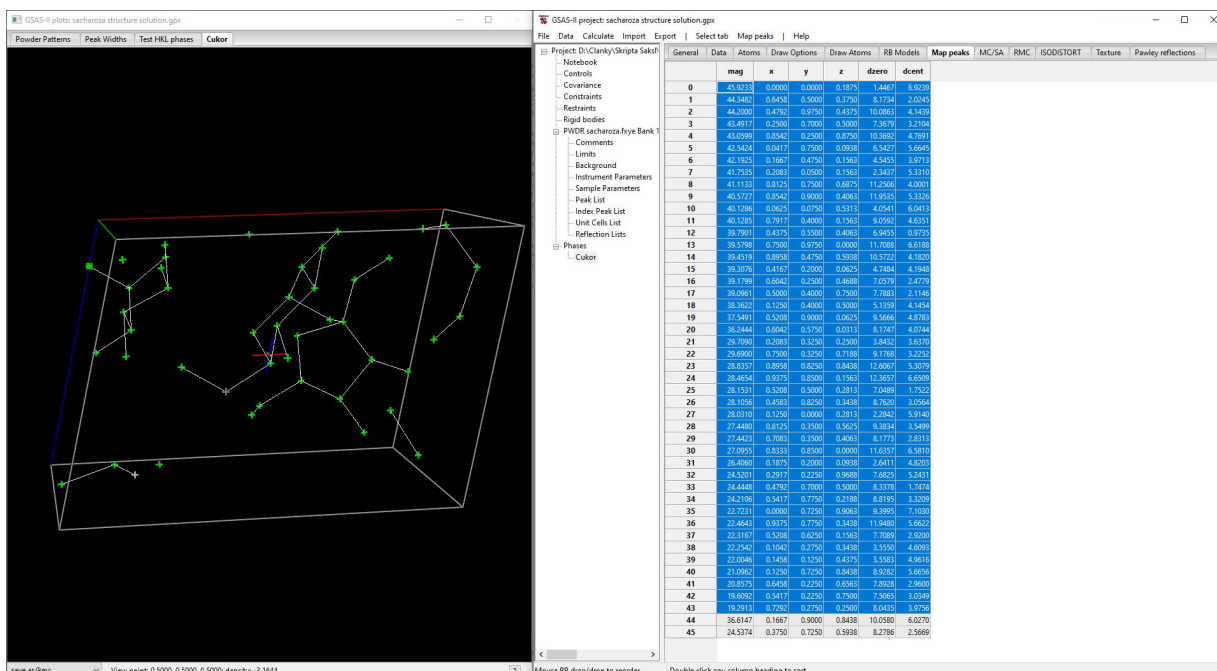 GSAS-II plots: sacharoza structure solution.gpx
Powder Patterns Peak Widths Test HKL phases Cukor
save as/key: View point: 0.5000, 0.5000, 0.5000; density: -3.1644 ?
GSAS-II project: sacharoza structure solution.gpx
File Data Calculate Import Export | Select tab Map peaks | Help
Project: D:\Clanky\Skripta Saksl\
Notebook
Controls
Covariance
Constraints
Restraints
Rigid bodies
PWDR sacharoza.fxye Bank 1
Comments
Limits
Background
Instrument Parameters
Sample Parameters
Peak List
Index Peak List
Unit Cells List
Reflection Lists
Phases
Cukor
General Data Atoms Draw Options Draw Atoms RB Models Map peaks MC/SA RMC ISODISTORT Texture Pawley reflections
mag x y z dzero dcent
0 45.9233 0.0000 0.0000 0.1875 1.4467 6.9239
1 44.3482 0.6458 0.5000 0.3750 8.1734 2.0245
2 44.2000 0.4792 0.9750 0.4375 10.0863 4.1439
3 43.4917 0.2500 0.7000 0.5000 7.3679 3.2104
4 43.0599 0.8542 0.2500 0.8750 10.3692 4.7691
5 42.5424 0.0417 0.7500 0.0938 6.5427 5.6645
6 42.1925 0.1667 0.4750 0.1563 4.5455 3.9713
7 41.7535 0.2083 0.0500 0.1563 2.3437 5.3310
8 41.1133 0.8125 0.7500 0.6875 11.2506 4.0001
9 40.5727 0.8542 0.9000 0.4063 11.9535 5.3326
10 40.1286 0.0625 0.0750 0.5313 4.0541 6.0413
11 40.1285 0.7917 0.4000 0.1563 9.0592 4.6351
12 39.7901 0.4375 0.5500 0.4063 6.9455 0.9735
13 39.5798 0.7500 0.9750 0.0000 11.7088 6.6188
14 39.4519 0.8958 0.4750 0.5938 10.5722 4.1820
15 39.3076 0.4167 0.2000 0.0625 4.7484 4.1948
16 39.1799 0.6042 0.2500 0.4688 7.0579 2.4779
17 39.0961 0.5000 0.4000 0.7500 7.7883 2.1146
18 38.3622 0.1250 0.4000 0.5000 5.1359 4.1454
19 37.5491 0.5208 0.9000 0.0625 9.5666 4.8783
20 36.2444 0.6042 0.5750 0.0313 8.1747 4.0744
21 29.7090 0.2083 0.3250 0.2500 3.8432 3.6370
22 29.6900 0.7500 0.3250 0.7188 9.1768 3.2252
23 28.8357 0.8958 0.8250 0.8438 12.6067 5.3079
24 28.4654 0.9375 0.8500 0.1563 12.3657 6.6509
25 28.1531 0.5208 0.5000 0.2813 7.0489 1.7522
26 28.1056 0.4583 0.8250 0.3438 8.7620 3.0564
27 28.0310 0.1250 0.0000 0.2813 2.2842 5.9140
28 27.4480 0.8125 0.3500 0.5625 9.3834 3.5499
29 27.4423 0.7083 0.3500 0.4063 8.1773 2.8313
30 27.0955 0.8333 0.8500 0.0000 11.6357 6.5810
31 26.4060 0.1875 0.2000 0.0938 2.6411 4.8203
32 24.5201 0.2917 0.2250 0.9688 7.6825 5.2431
33 24.4448 0.4792 0.7000 0.5000 8.3378 1.7474
34 24.2106 0.5417 0.7750 0.2188 8.8195 3.3209
35 22.7231 0.0000 0.7250 0.9063 9.3995 7.1030
36 22.4643 0.9375 0.7750 0.3438 11.9480 5.6622
37 22.3167 0.5208 0.6250 0.1563 7.7089 2.9200
38 22.2542 0.1042 0.2750 0.3438 3.5550 4.6093
39 22.0046 0.1458 0.1250 0.4375 3.5583 4.9616
40 21.0962 0.1250 0.7250 0.8438 8.9282 5.6656
41 20.8575 0.6458 0.2250 0.6563 7.8928 2.9600
42 19.6092 0.5417 0.2250 0.7500 7.5065 3.0349
43 19.2913 0.7292 0.2750 0.2500 8.0435 3.9756
44 36.6147 0.1667 0.9000 0.8438 10.0580 6.0270
45 24.5374 0.3750 0.7250 0.5938 8.2786 2.5669
Mouse RB drag/drop to reorder Double click any column heading to sort